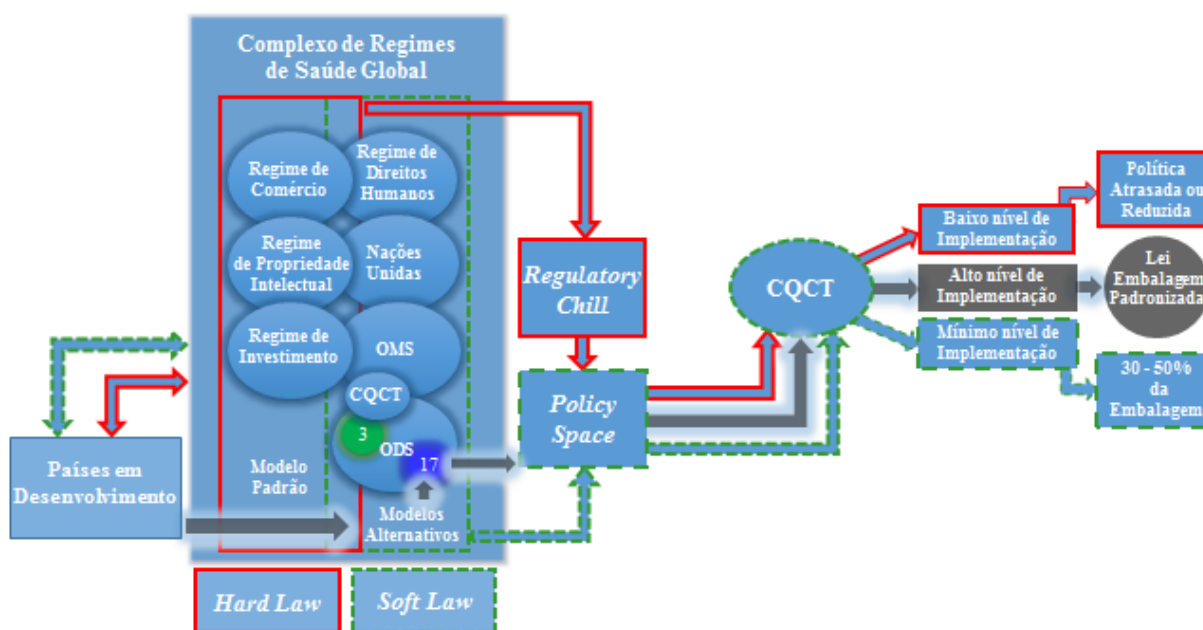 Complexo de Regimes
de Saúde Global
Regime de
Comércio
Regime de
Direitos
Humanos
Regime
de Propriedade
Intelectual
Nações
Unidas
Regime de
Investimento
OMS
CQCT
3
ODS
17
Modelo
Padrão
Modelos
Alternativos
Países em
Desenvolvimento
Hard Law
Soft Law
Regulatory
Chill
Policy
Space
CQCT
Baixo nível de
Implementação
Política
Atrasada ou
Reduzida
Alto nível de
Implementação
Lei
Embalagem
Padronizada
Mínimo nível de
Implementação
30 - 50%
da
Embalagem